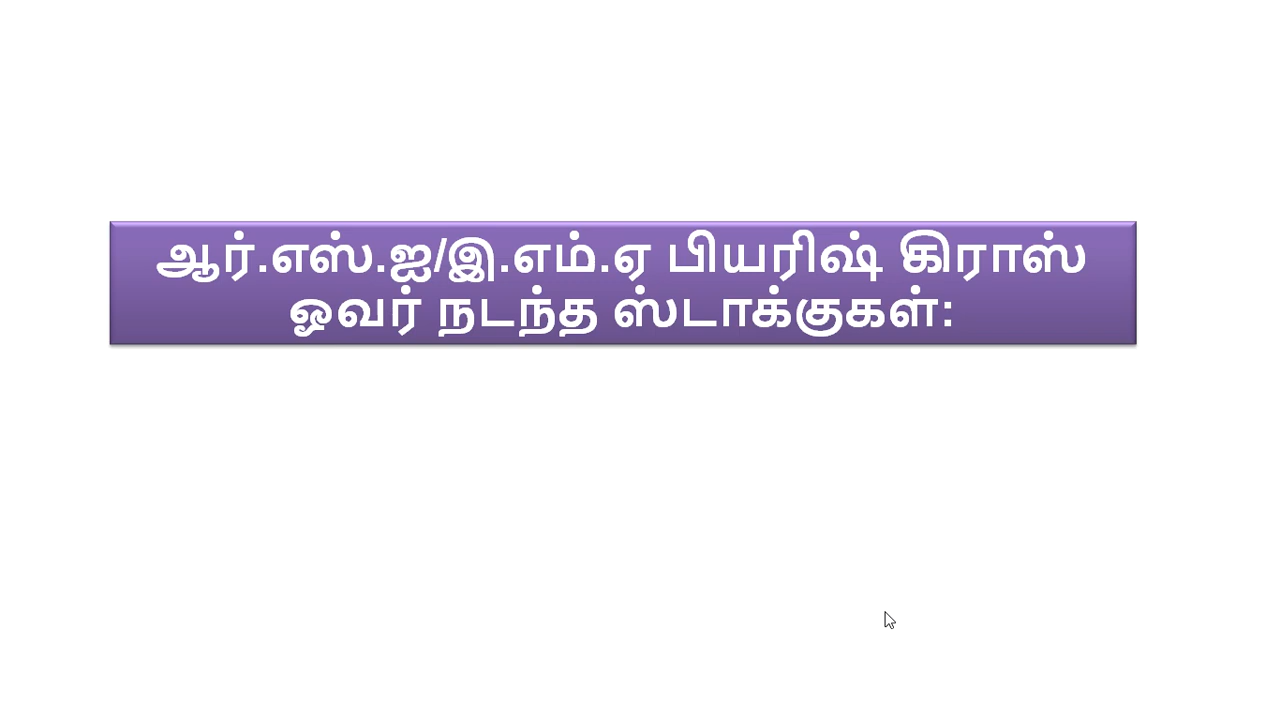 ஆர்.எஸ்.ஐ/இ.எம்.ஏ பியரிஷ் கிராஸ்
ஓவர் நடந்த ஸ்டாக்குகள்: